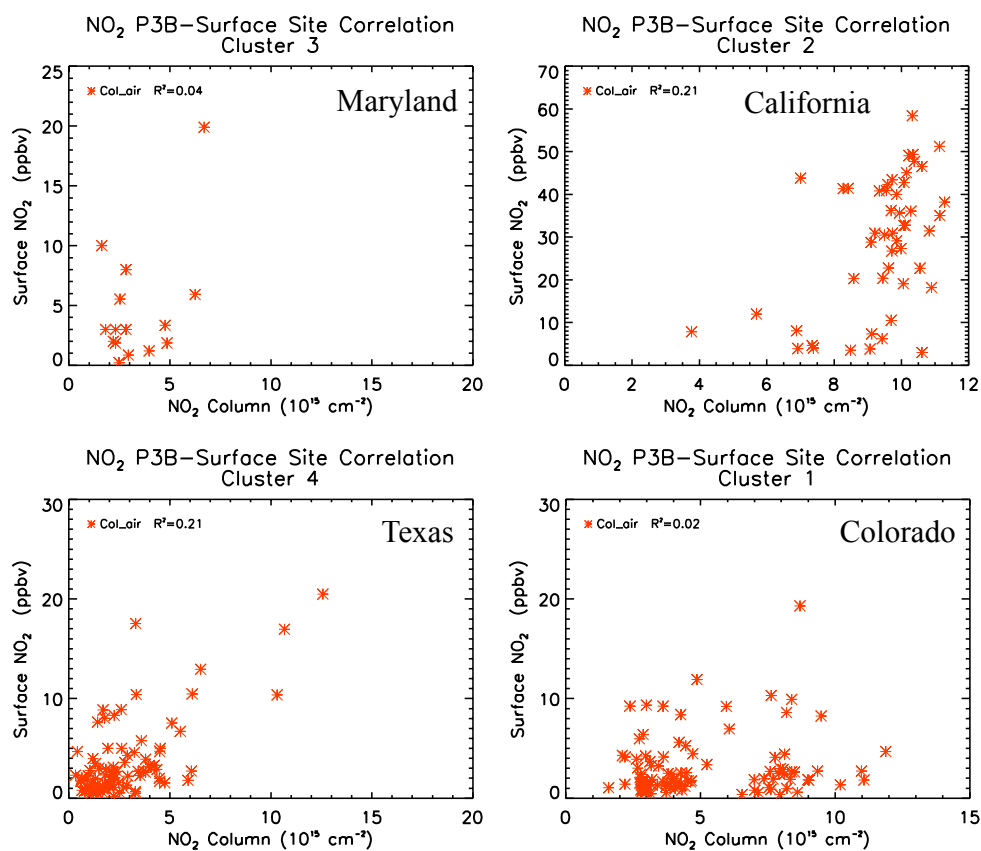 NO₂ P3B−Surface Site Correlation
Cluster 3
25
20
15
10
5
0
Surface NO₂ (ppbv)
Col_air R²=0.04
Maryland
0 5 10 15 20
NO₂ Column (10¹⁵ cm⁻²)
NO₂ P3B−Surface Site Correlation
Cluster 2
70
60
50
40
30
20
10
0
Surface NO₂ (ppbv)
Col_air R²=0.21
California
0 2 4 6 8 10 12
NO₂ Column (10¹⁵ cm⁻²)
NO₂ P3B−Surface Site Correlation
Cluster 4
30
20
10
0
Surface NO₂ (ppbv)
Col_air R²=0.21
Texas
0 5 10 15 20
NO₂ Column (10¹⁵ cm⁻²)
NO₂ P3B−Surface Site Correlation
Cluster 1
30
20
10
0
Surface NO₂ (ppbv)
Col_air R²=0.02
Colorado
0 5 10 15
NO₂ Column (10¹⁵ cm⁻²)